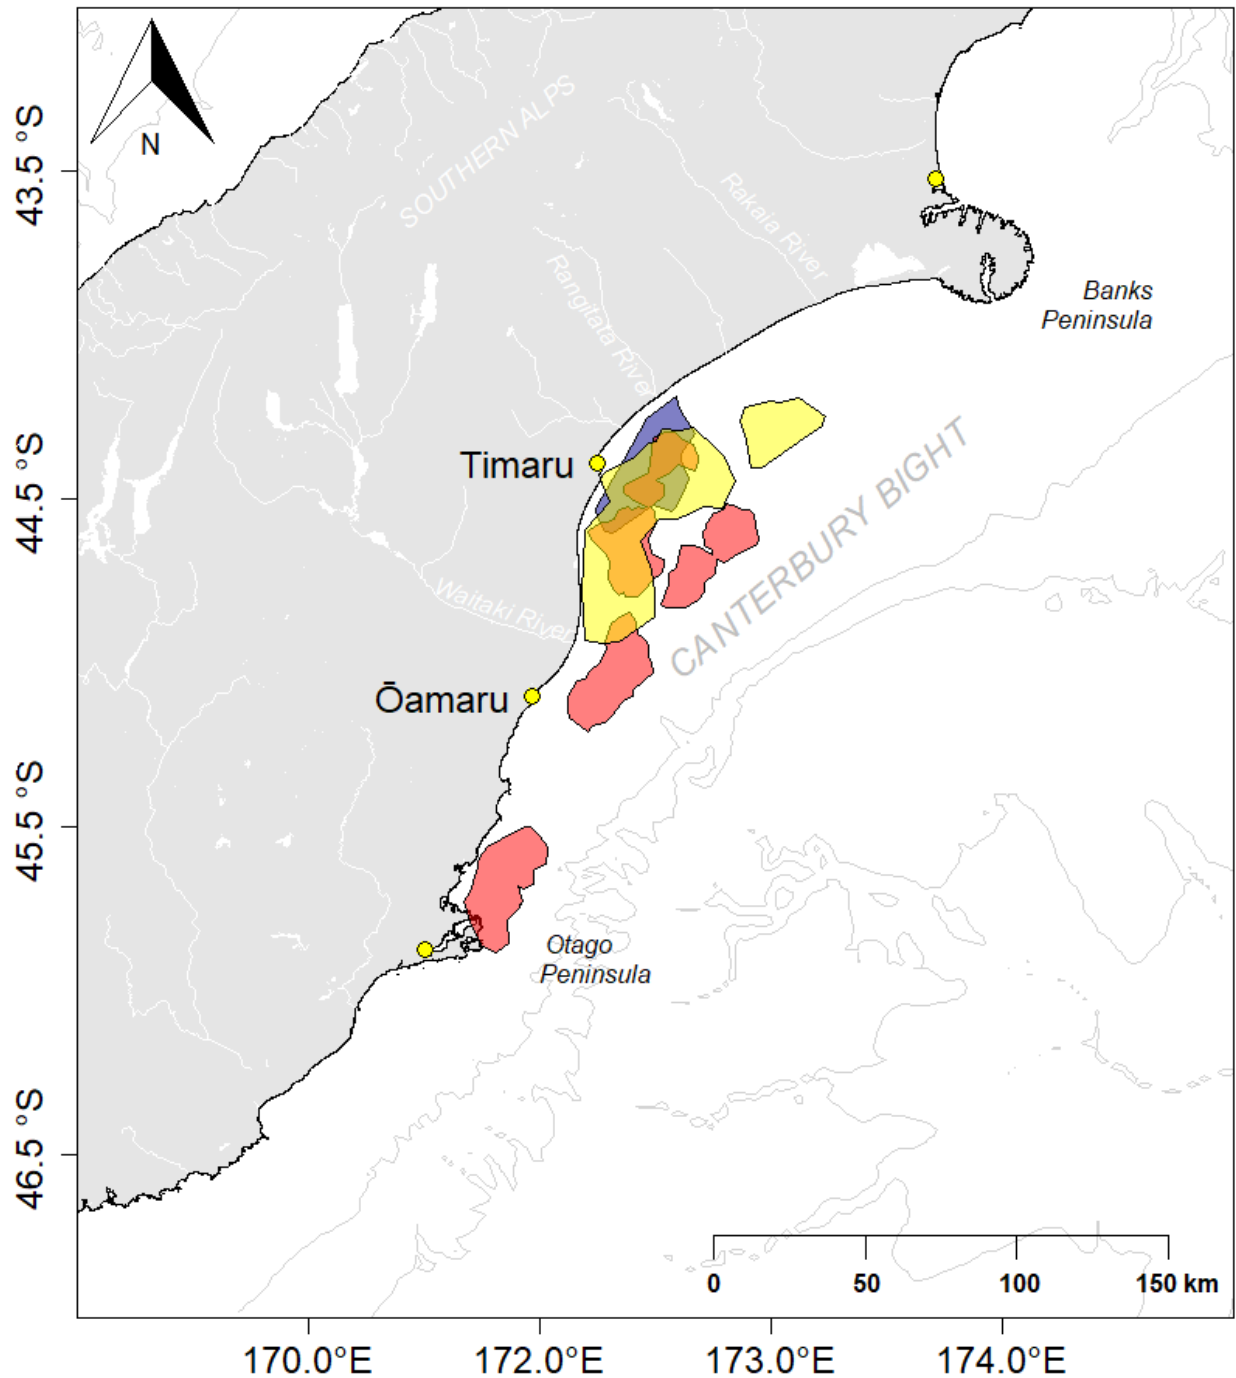 N
43.5 °S
SOUTHERN ALPS
Rakaia River
Rangitata River
Banks
Peninsula
Timaru
44.5 °S
CANTERBURY BIGHT
Waitaki River
Ōamaru
45.5 °S
Otago
Peninsula
46.5 °S
0 50 100 150 km
170.0°E 172.0°E 173.0°E 174.0°E